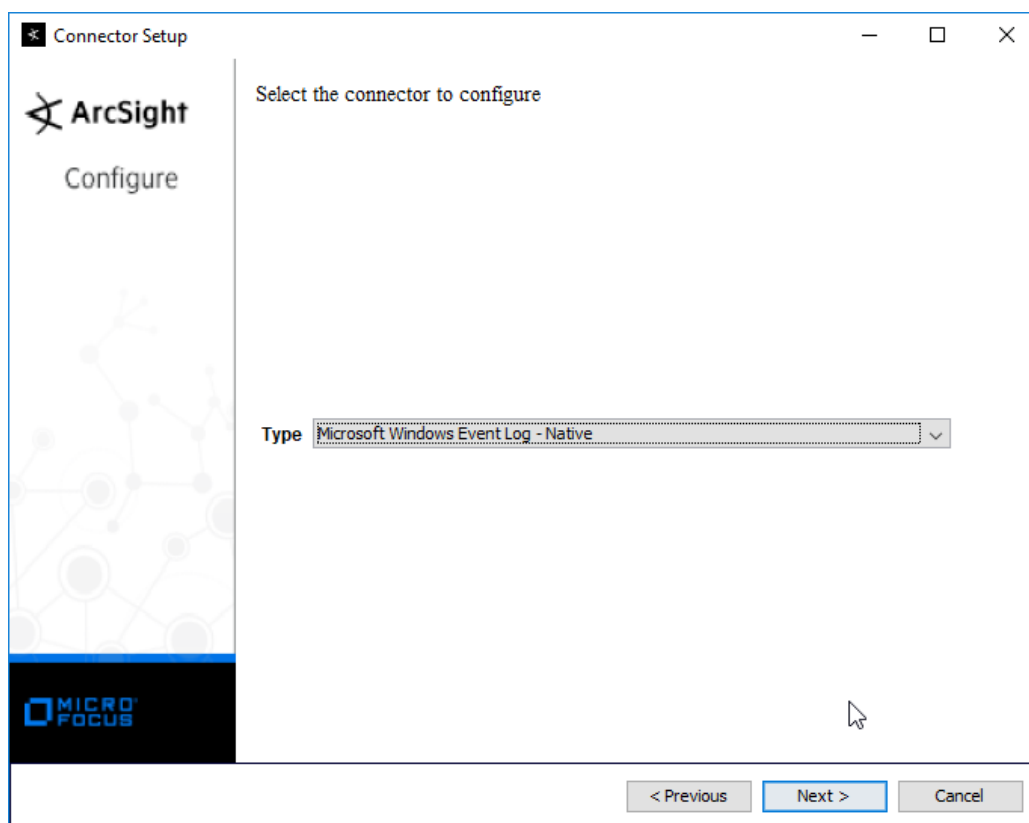 Connector Setup
ArcSight
Configure
Select the connector to configure
Type Microsoft Windows Event Log - Native
MICRO
FOCUS
< Previous Next > Cancel